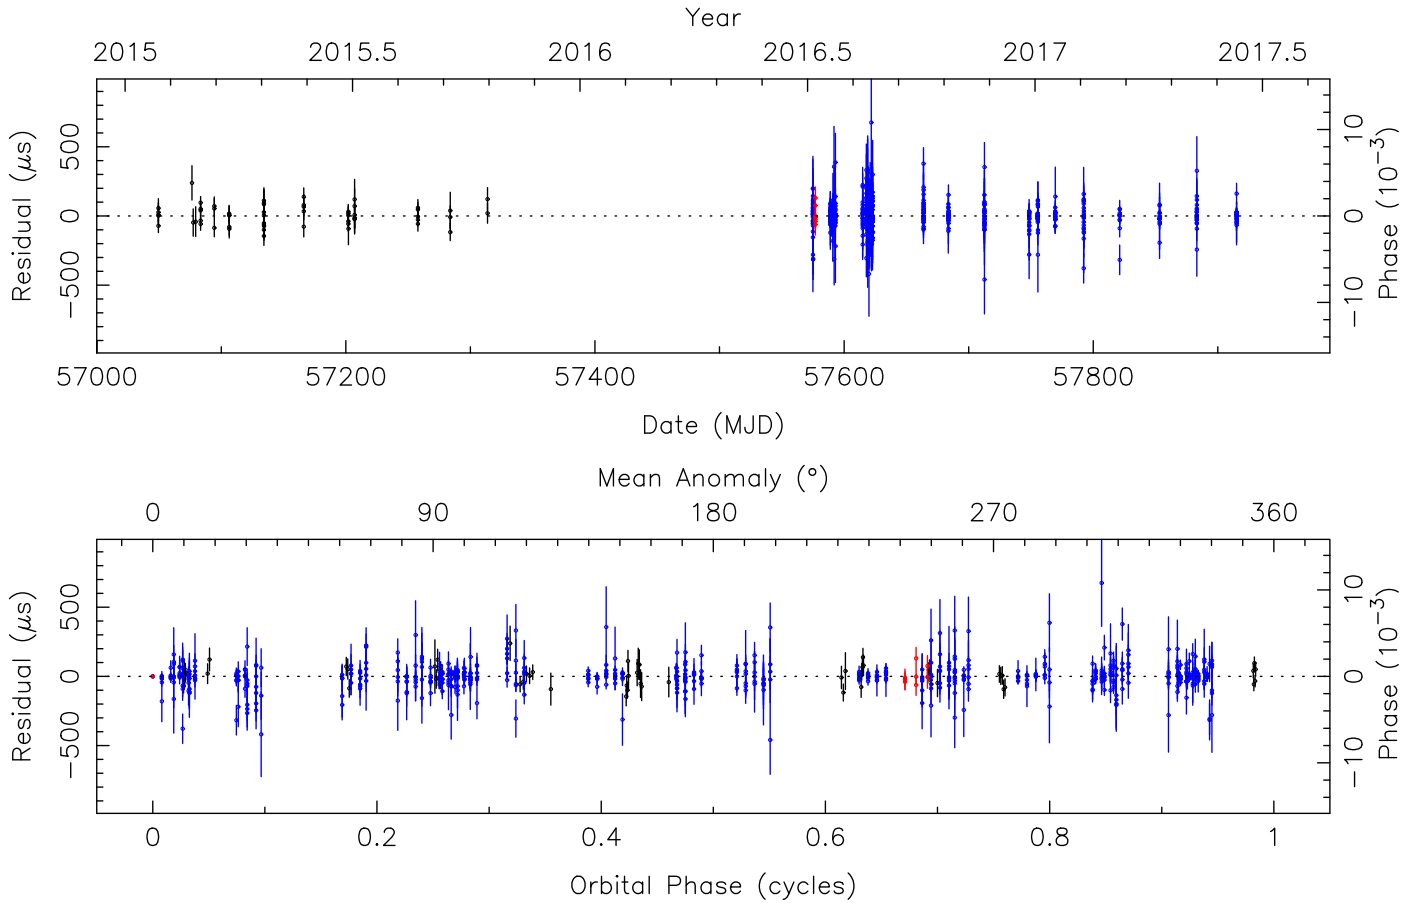 Year
2015 2015.5 2016 2016.5 2017 2017.5
Residual (μs)
500
0
−500
10
0
−10
Phase (10⁻³)
57000 57200 57400 57600 57800
Date (MJD)
Mean Anomaly (°)
0 90 180 270 360
Residual (μs)
500
0
−500
10
0
−10
Phase (10⁻³)
0 0.2 0.4 0.6 0.8 1
Orbital Phase (cycles)